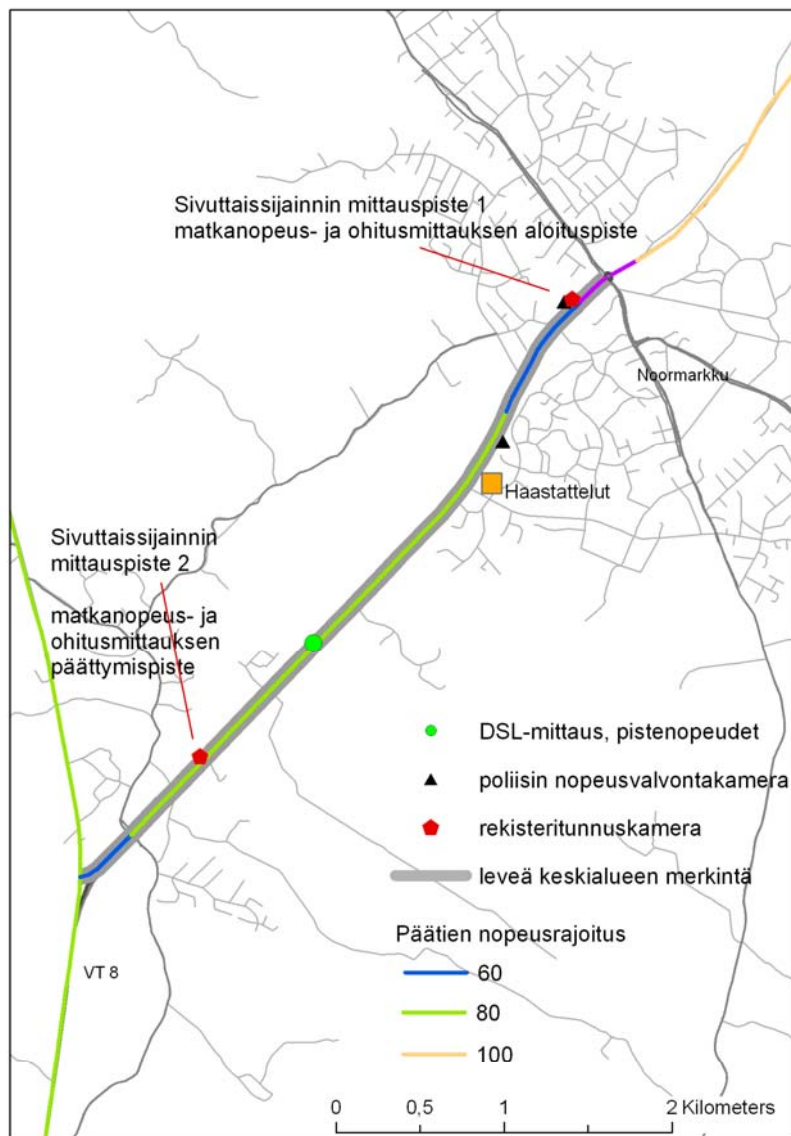 Sivuttaissijainnin mittauspiste 1
matkanopeus- ja ohitusmittauksen aloituspiste
Noormarkku
Haastattelut
Sivuttaissijainnin
mittauspiste 2
matkanopeus- ja
ohitusmittauksen
päättymispiste
DSL-mittaus, pistenopeudet
poliisin nopeusvalvontakamera
rekisteritunnuskamera
leveä keskialueen merkintä
Päätien nopeusrajoitus
60
80
100
VT 8
0 0,5 1 2 Kilometers